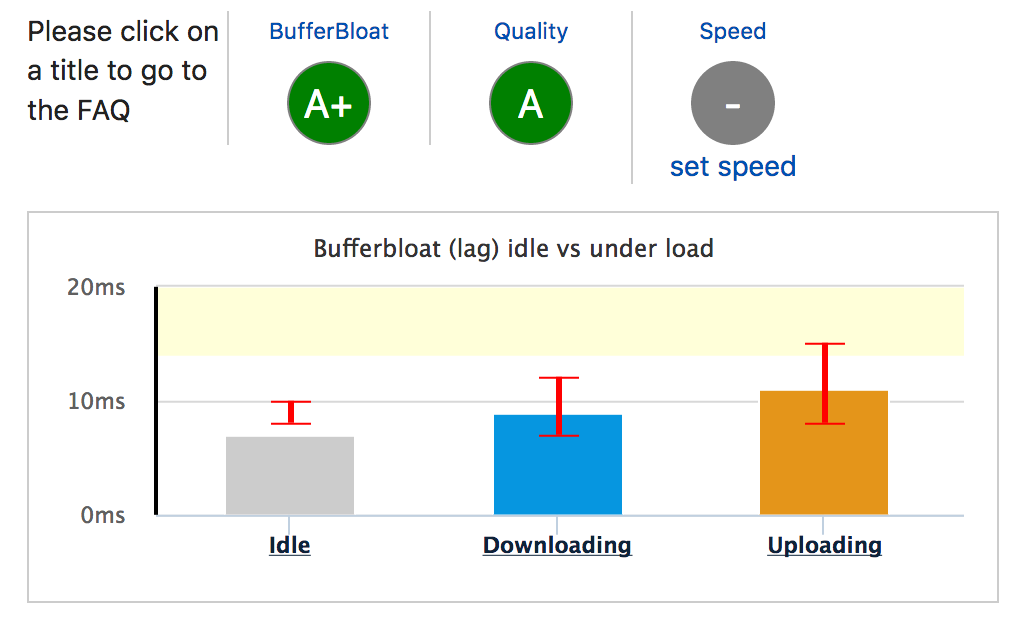 Please click on
a title to go to
the FAQ
BufferBloat
A+
Quality
A
Speed
-
set speed
Bufferbloat (lag) idle vs under load
20ms
10ms
0ms
Idle
Downloading
Uploading